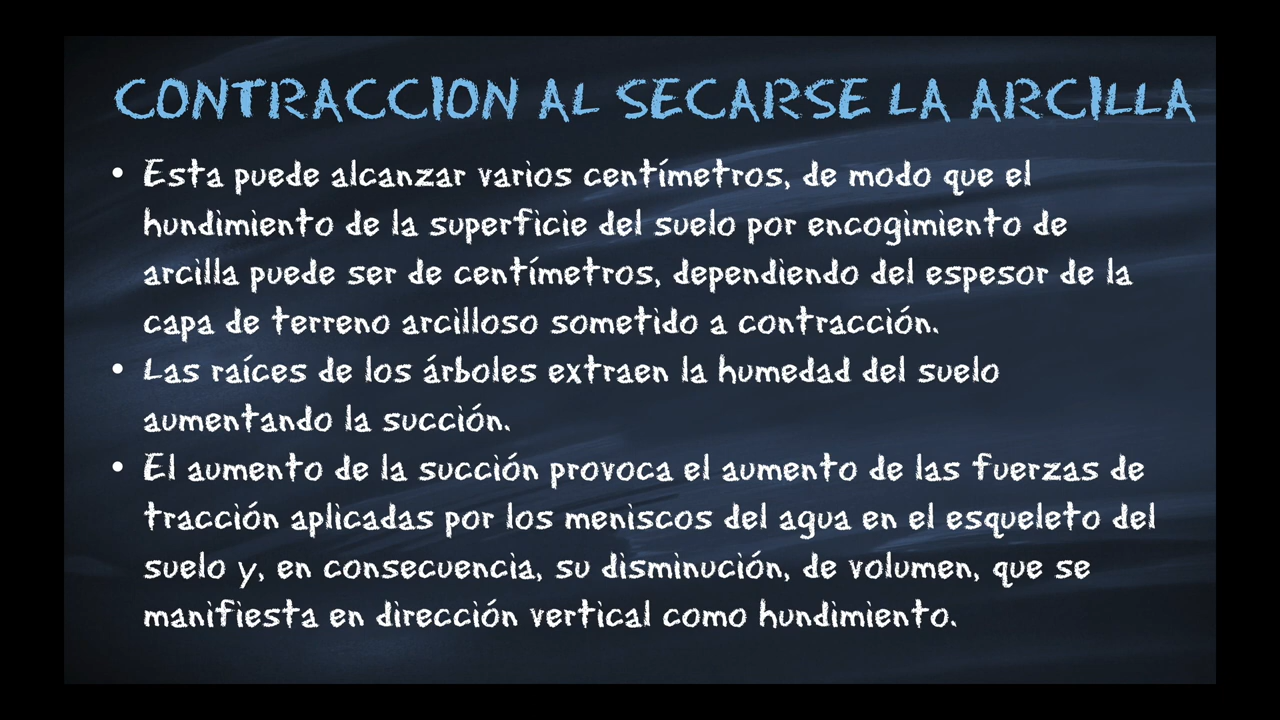 CONTRACCION AL SECARSE LA ARCILLA
• Esta puede alcanzar varios centímetros, de modo que el
hundimiento de la superficie del suelo por encogimiento de
arcilla puede ser de centímetros, dependiendo del espesor de la
capa de terreno arcilloso sometido a contracción.
• Las raíces de los árboles extraen la humedad del suelo
aumentando la succión.
• El aumento de la succión provoca el aumento de las fuerzas de
tracción aplicadas por los meniscos del agua en el esqueleto del
suelo y, en consecuencia, su disminución, de volumen, que se
manifiesta en dirección vertical como hundimiento.